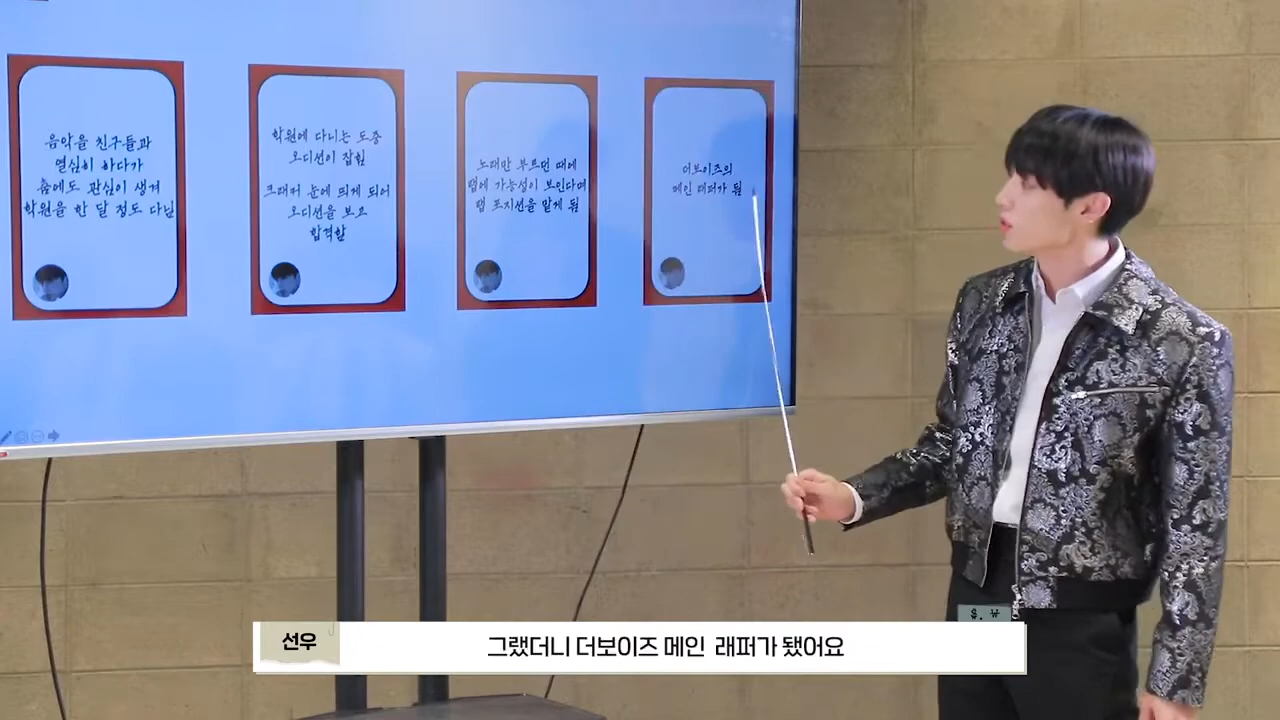 음악을 친구들과
열심히 하다가
춤에도 관심이 생겨
학원을 한 달 정도 다님
학원에 다니는 도중
오디션이 잡힘
크래커 눈에 띄게 되어
오디션을 보고
합격함
노래만 부르던 때에
랩에 가능성이 보인다며
랩 포지션을 맡게 됨
더보이즈의
메인 래퍼가 됨
선우
그랬더니 더보이즈 메인 래퍼가 됐어요